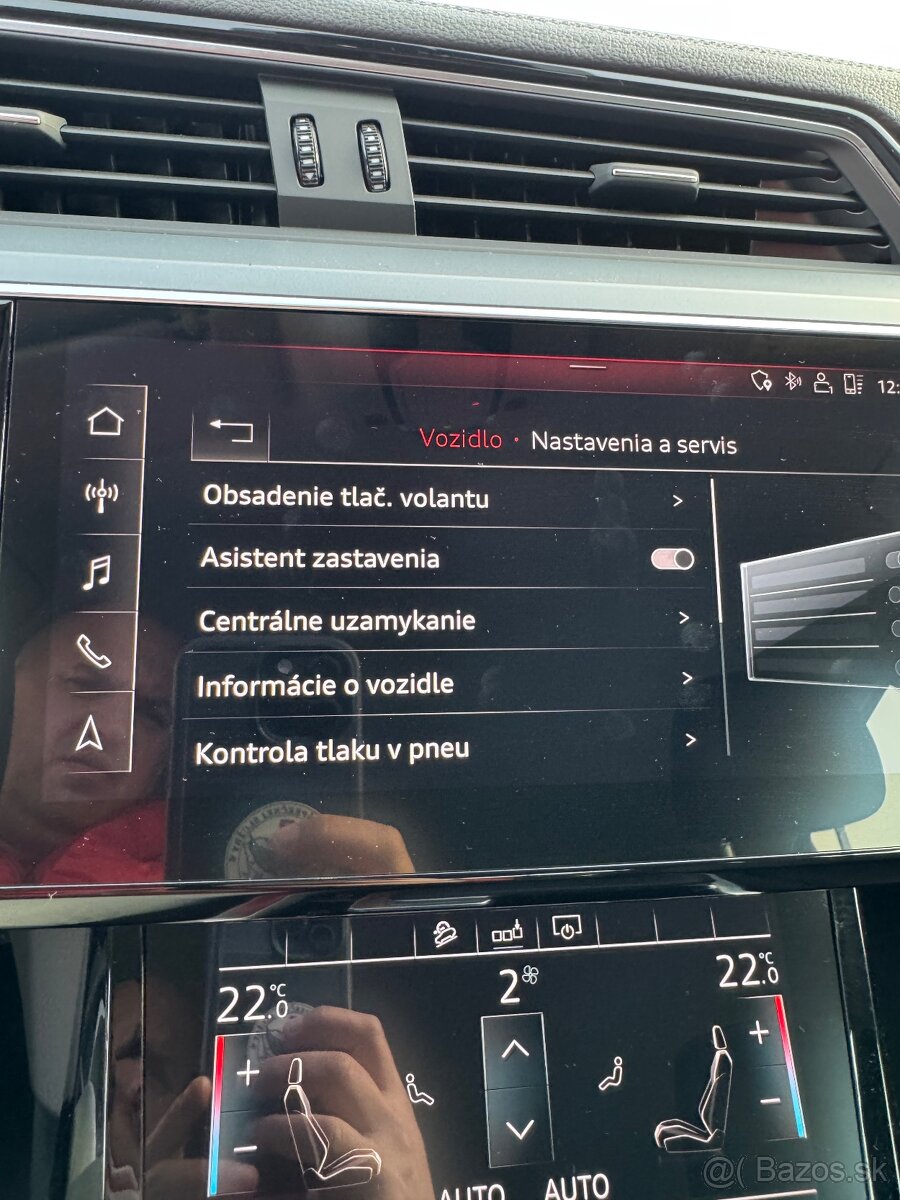 12:
Vozidlo • Nastavenia a servis
Obsadenie tlač. volantu
Asistent zastavenia
Centrálne uzamykanie
Informácie o vozidle
Kontrola tlaku v pneu
22.0 °C
2
22.0 °C
AUTO AUTO
@( Bazos.sk